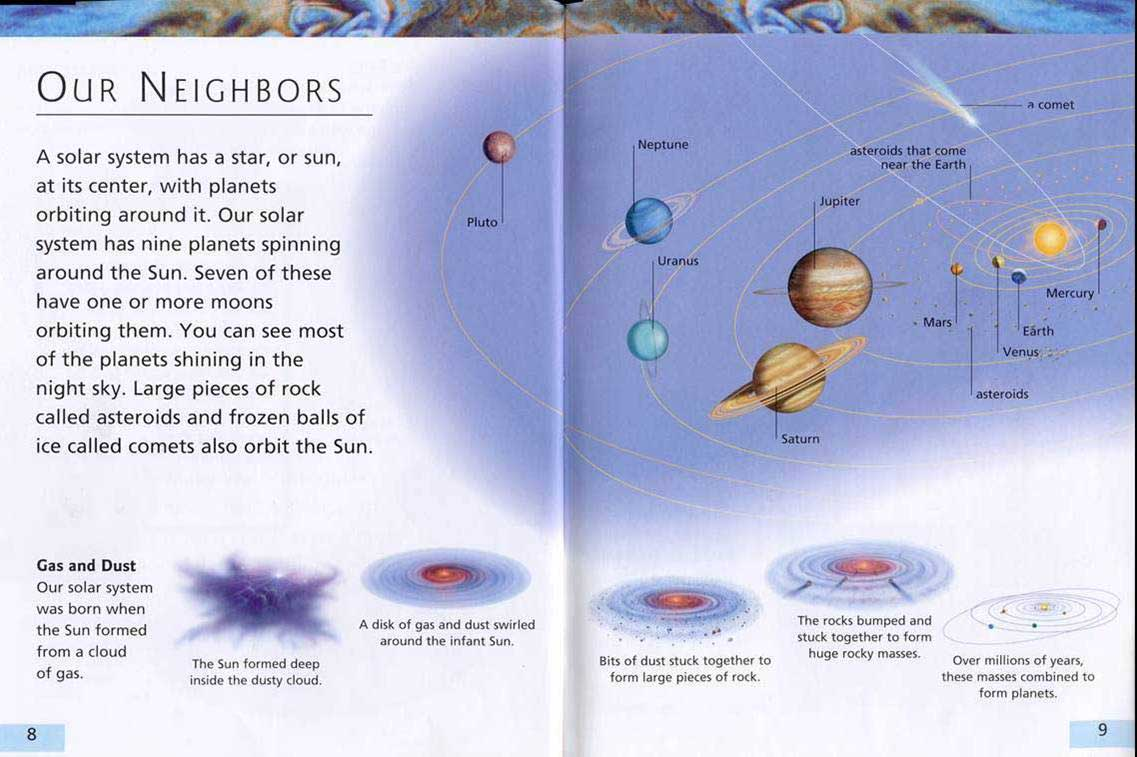 OUR NEIGHBORS
A solar system has a star, or sun,
at its center, with planets
orbiting around it. Our solar
system has nine planets spinning
around the Sun. Seven of these
have one or more moons
orbiting them. You can see most
of the planets shining in the
night sky. Large pieces of rock
called asteroids and frozen balls of
ice called comets also orbit the Sun.
Pluto
Neptune
Uranus
Jupiter
Saturn
a comet
asteroids that come
near the Earth
Mercury
Mars
Earth
Venus
asteroids
Gas and Dust
Our solar system
was born when
the Sun formed
from a cloud
of gas.
The Sun formed deep
inside the dusty cloud.
A disk of gas and dust swirled
around the infant Sun.
Bits of dust stuck together to
form large pieces of rock.
The rocks bumped and
stuck together to form
huge rocky masses.
Over millions of years,
these masses combined to
form planets.
8
9